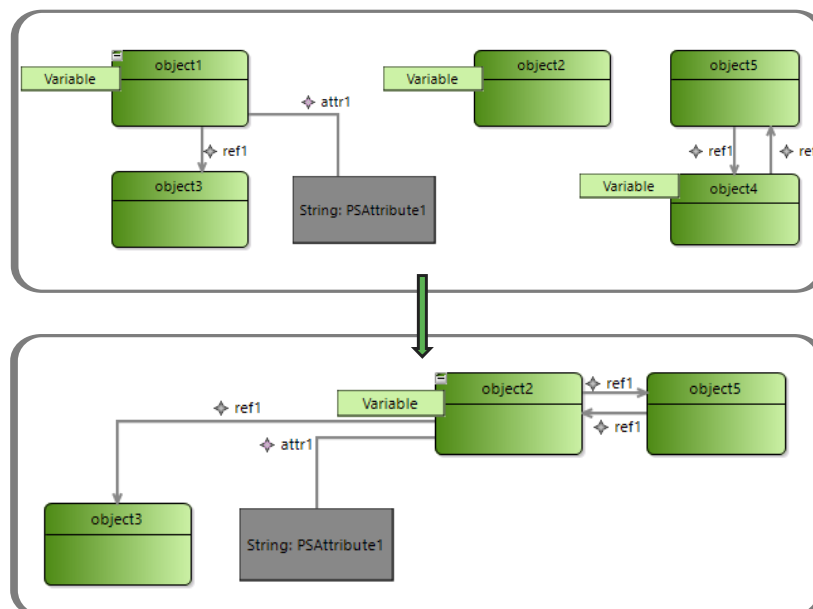 object1
Variable
attr1
ref1
object3
String: PSAttribute1
object2
Variable
object5
ref1
Variable
object4
object2
Variable
ref1
object5
ref1
ref1
attr1
object3
String: PSAttribute1